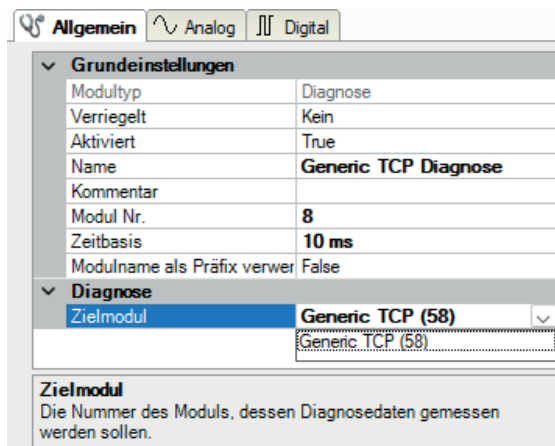 Allgemein Analog Digital
Grundeinstellungen
Modultyp Diagnose
Verriegelt Kein
Aktiviert True
Name Generic TCP Diagnose
Kommentar
Modul Nr. 8
Zeitbasis 10 ms
Modulname als Präfix verwer False
Diagnose
Zielmodul Generic TCP (58)
Generic TCP (58)
Zielmodul
Die Nummer des Moduls, dessen Diagnosedaten gemessen
werden sollen.